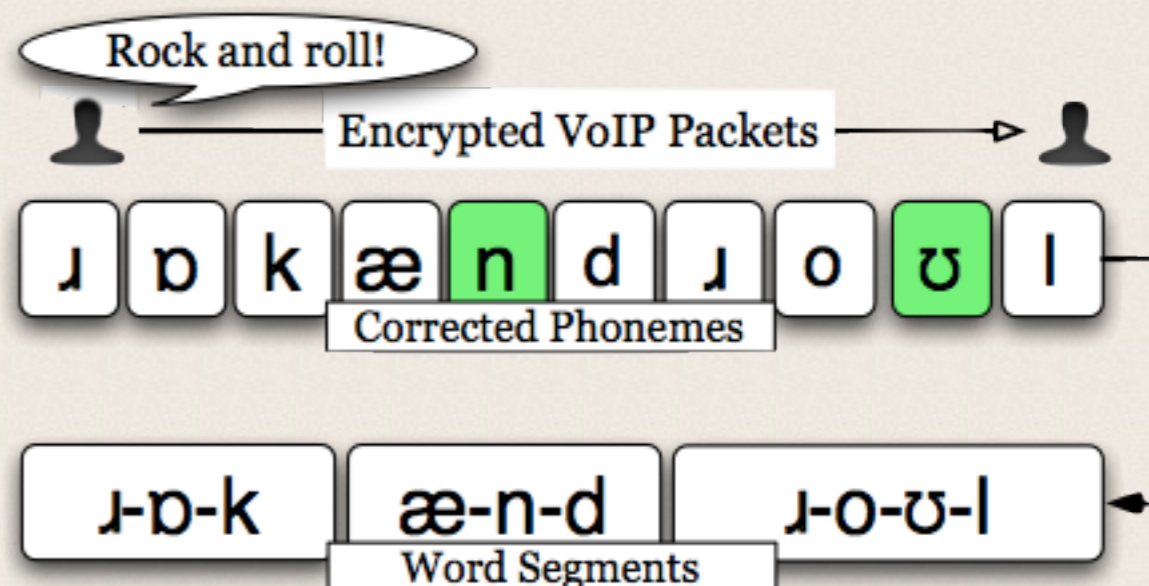 Rock and roll!
Encrypted VoIP Packets
ɹ ɒ k æ n d ɹ o ʊ l
Corrected Phonemes
ɹ-ɒ-k æ-n-d ɹ-o-ʊ-l
Word Segments